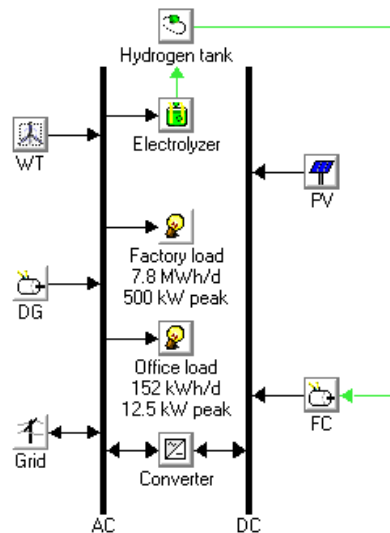 Hydrogen tank
WT
Electrolyzer
PV
Factory load
7.8 MWh/d
500 kW peak
DG
Office load
152 kWh/d
12.5 kW peak
FC
Grid
Converter
AC
DC